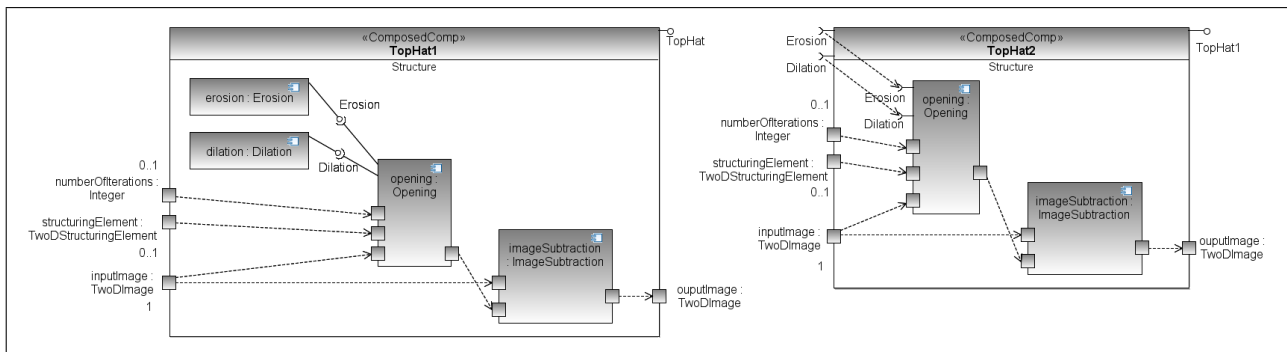 «ComposedComp»
TopHat1
Structure
TopHat
erosion : Erosion
Erosion
dilation : Dilation
Dilation
0..1
numberOfIterations :
Integer
opening :
Opening
structuringElement :
TwoDStructuringElement
0..1
imageSubtraction
: ImageSubtraction
inputImage :
TwoDImage
1
ouputImage :
TwoDImage
Erosion
«ComposedComp»
TopHat2
Structure
TopHat1
Dilation
Erosion
opening :
Opening
0..1
Dilation
numberOfIterations :
Integer
structuringElement :
TwoDStructuringElement
0..1
imageSubtraction :
ImageSubtraction
inputImage :
TwoDImage
1
ouputImage :
TwoDImage